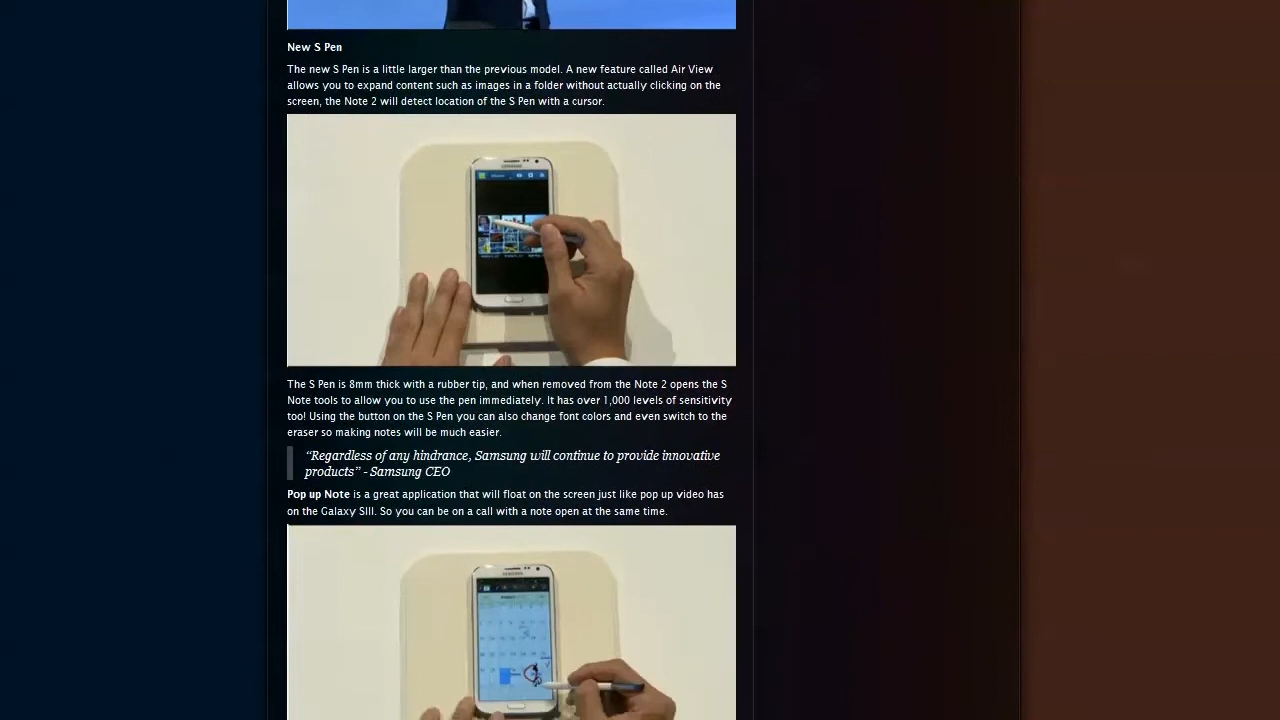 New S Pen
The new S Pen is a little larger than the previous model. A new feature called Air View
allows you to expand content such as images in a folder without actually clicking on the
screen, the Note 2 will detect location of the S Pen with a cursor.
The S Pen is 8mm thick with a rubber tip, and when removed from the Note 2 opens the S
Note tools to allow you to use the pen immediately. It has over 1,000 levels of sensitivity
too! Using the button on the S Pen you can also change font colors and even switch to the
eraser so making notes will be much easier.
“Regardless of any hindrance, Samsung will continue to provide innovative
products” - Samsung CEO
Pop up Note is a great application that will float on the screen just like pop up video has
on the Galaxy SIII. So you can be on a call with a note open at the same time.
SAMSUNG